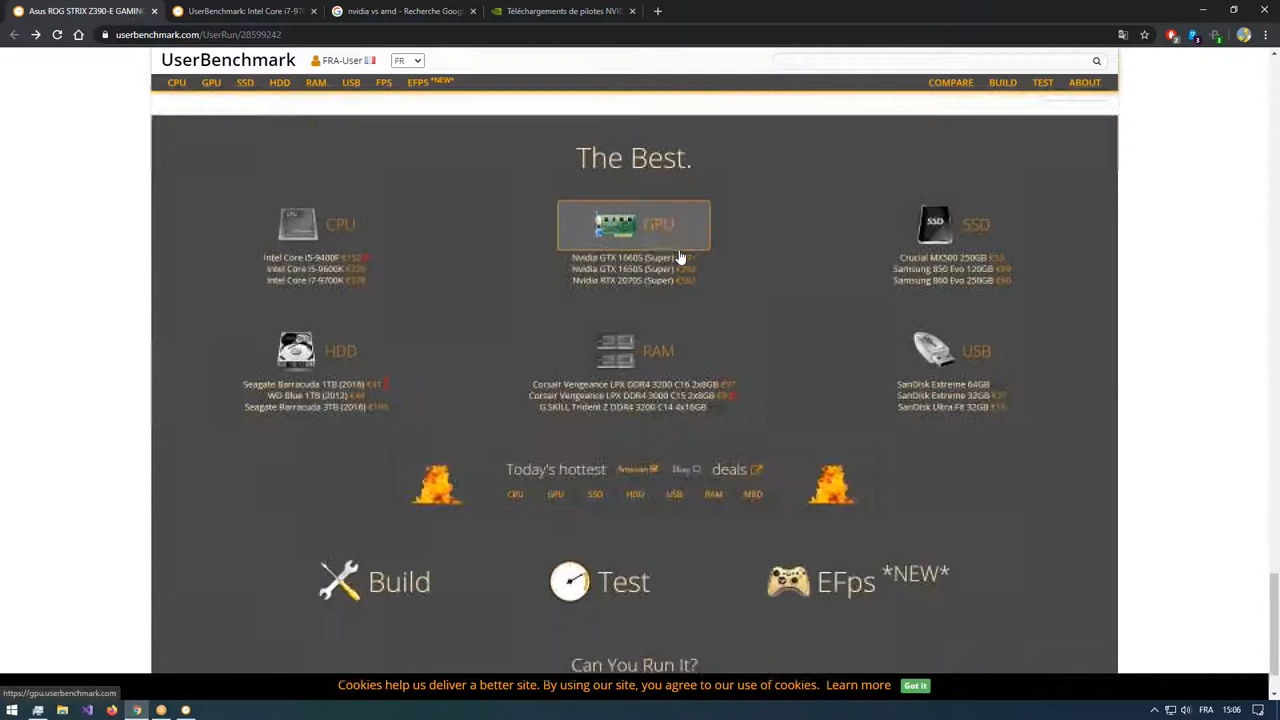 Asus ROG STRIX Z390-E GAMING
UserBenchmark: Intel Core i7-97
nvidia vs amd - Recherche Goog
Téléchargements de pilotes NVID
userbenchmark.com/UserRun/28599242
UserBenchmark
FRA-User
FR
CPU GPU SSD HDD RAM USB FPS EFPS *NEW*
COMPARE BUILD TEST ABOUT
The Best.
CPU
Intel Core i5-9400F €152
Intel Core i5-9600K
Intel Core i7-9700K
GPU
Nvidia GTX 1660S (Super)
Nvidia GTX 1650S (Super)
Nvidia RTX 2070S (Super)
SSD
Crucial MX500 250GB
Samsung 850 Evo 120GB
Samsung 860 Evo 250GB
HDD
Seagate Barracuda 1TB (2016) €41
WD Blue 1TB (2012) €44
Seagate Barracuda 3TB (2016)
RAM
Corsair Vengeance LPX DDR4 3200 C16 2x8GB
Corsair Vengeance LPX DDR4 3000 C15 2x8GB
G.SKILL Trident Z DDR4 3200 C14 4x16GB
USB
SanDisk Extreme 64GB
SanDisk Extreme 32GB
SanDisk Ultra Fit 32GB
Today's hottest Amazon Ebay deals
CPU GPU SSD HDD USB RAM MBD
Build
Test
EFps *NEW*
Can You Run It?
Cookies help us deliver a better site. By using our site, you agree to our use of cookies. Learn more Got it
https://gpu.userbenchmark.com
FRA 15:06